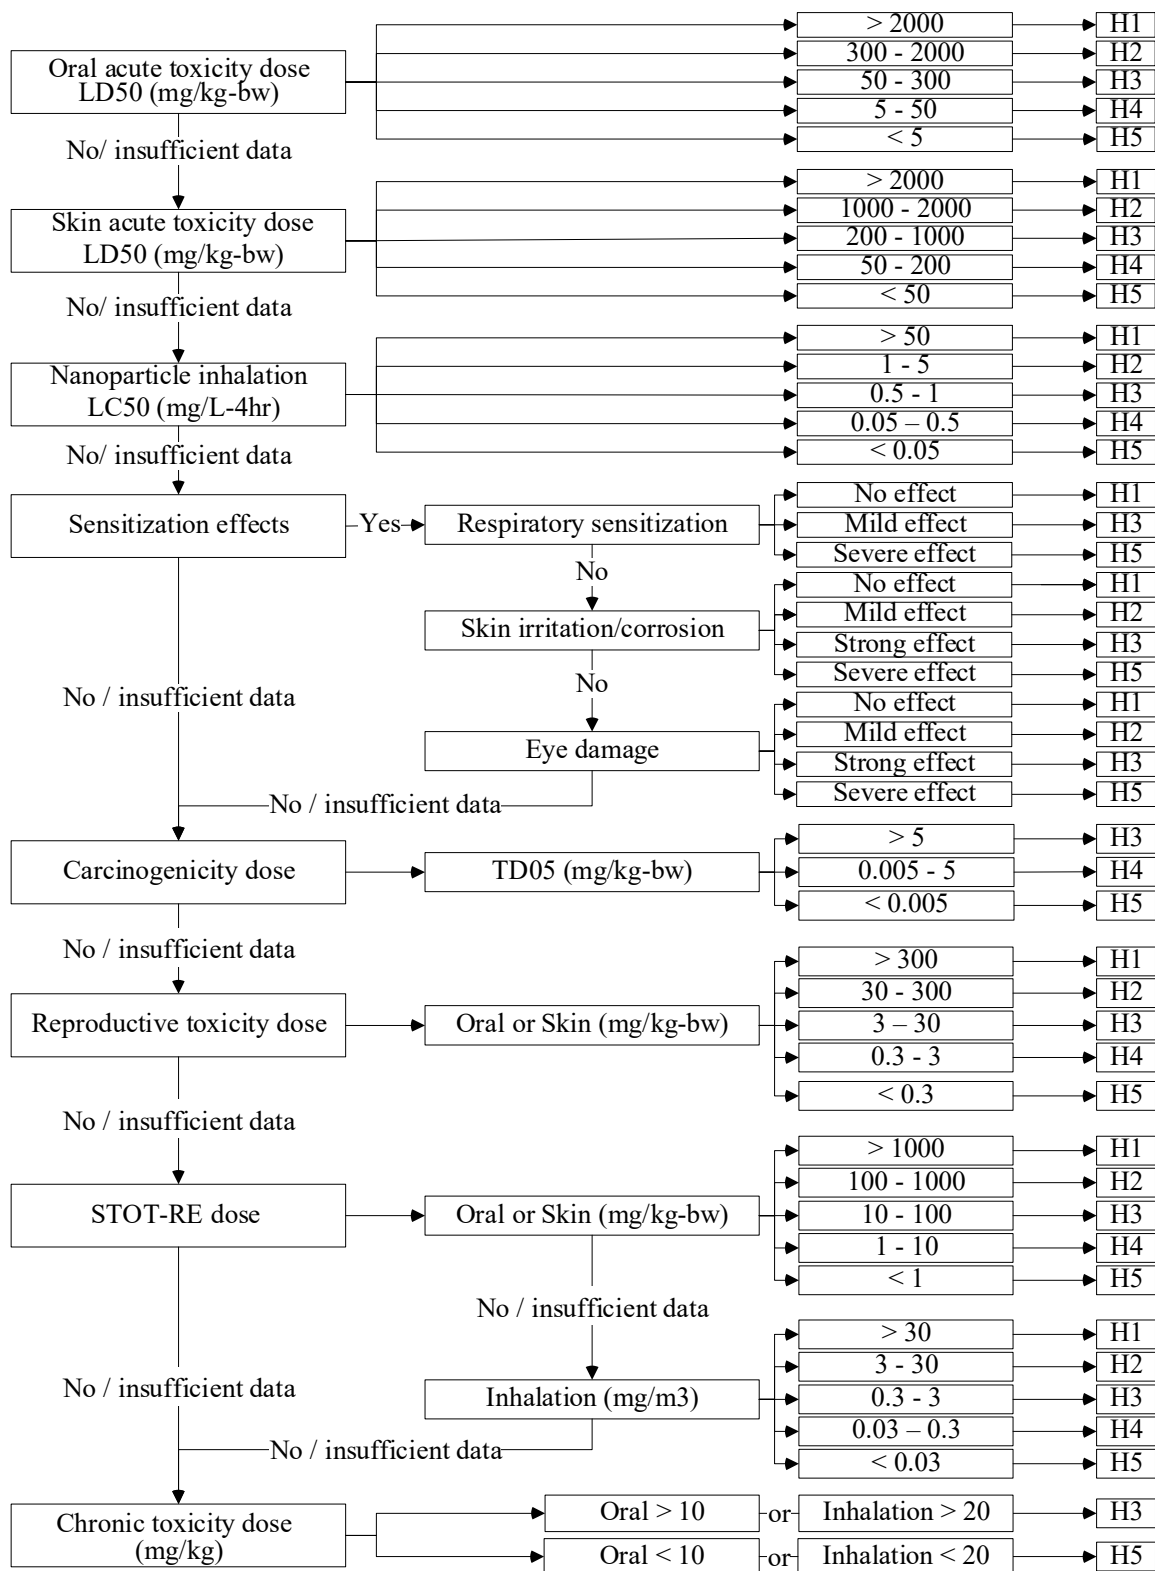 > 2000 H1
Oral acute toxicity dose
LD50 (mg/kg-bw)
300 - 2000 H2
50 - 300 H3
5 - 50 H4
< 5 H5
No/ insufficient data
> 2000 H1
Skin acute toxicity dose
LD50 (mg/kg-bw)
1000 - 2000 H2
200 - 1000 H3
50 - 200 H4
< 50 H5
No/ insufficient data
> 50 H1
Nanoparticle inhalation
LC50 (mg/L-4hr)
1 - 5 H2
0.5 - 1 H3
0.05 – 0.5 H4
< 0.05 H5
No/ insufficient data
Sensitization effects Yes Respiratory sensitization
No effect H1
Mild effect H3
Severe effect H5
No
Skin irritation/corrosion
No effect H1
Mild effect H2
Strong effect H3
Severe effect H5
No
No / insufficient data
Eye damage
No effect H1
Mild effect H2
Strong effect H3
Severe effect H5
No / insufficient data
Carcinogenicity dose TD05 (mg/kg-bw)
> 5 H3
0.005 - 5 H4
< 0.005 H5
No / insufficient data
Reproductive toxicity dose Oral or Skin (mg/kg-bw)
> 300 H1
30 - 300 H2
3 – 30 H3
0.3 - 3 H4
< 0.3 H5
No / insufficient data
STOT-RE dose Oral or Skin (mg/kg-bw)
> 1000 H1
100 - 1000 H2
10 - 100 H3
1 - 10 H4
< 1 H5
No / insufficient data
No / insufficient data
Inhalation (mg/m3)
> 30 H1
3 - 30 H2
0.3 - 3 H3
0.03 – 0.3 H4
< 0.03 H5
No / insufficient data
Chronic toxicity dose
(mg/kg)
Oral > 10 or Inhalation > 20 H3
Oral < 10 or Inhalation < 20 H5